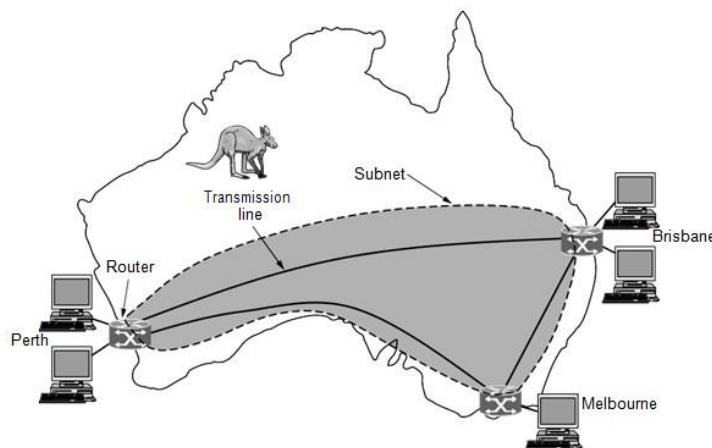 Subnet
Transmission
line
Brisbane
Router
Perth
Melbourne